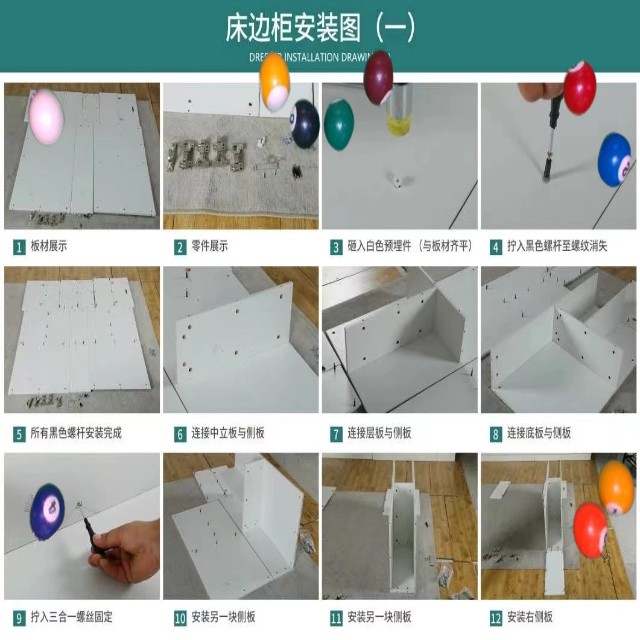 床边柜安装图（一）
INSTALLATION DRAWIN
1 板材展示
2 零件展示
3 砸入白色预埋件（与板材齐平）
4 拧入黑色螺杆至螺纹消失
5 所有黑色螺杆安装完成
6 连接中立板与侧板
7 连接层板与侧板
8 连接底板与侧板
9 拧入三合一螺丝固定
10 安装另一块侧板
11 安装另一块侧板
12 安装右侧板